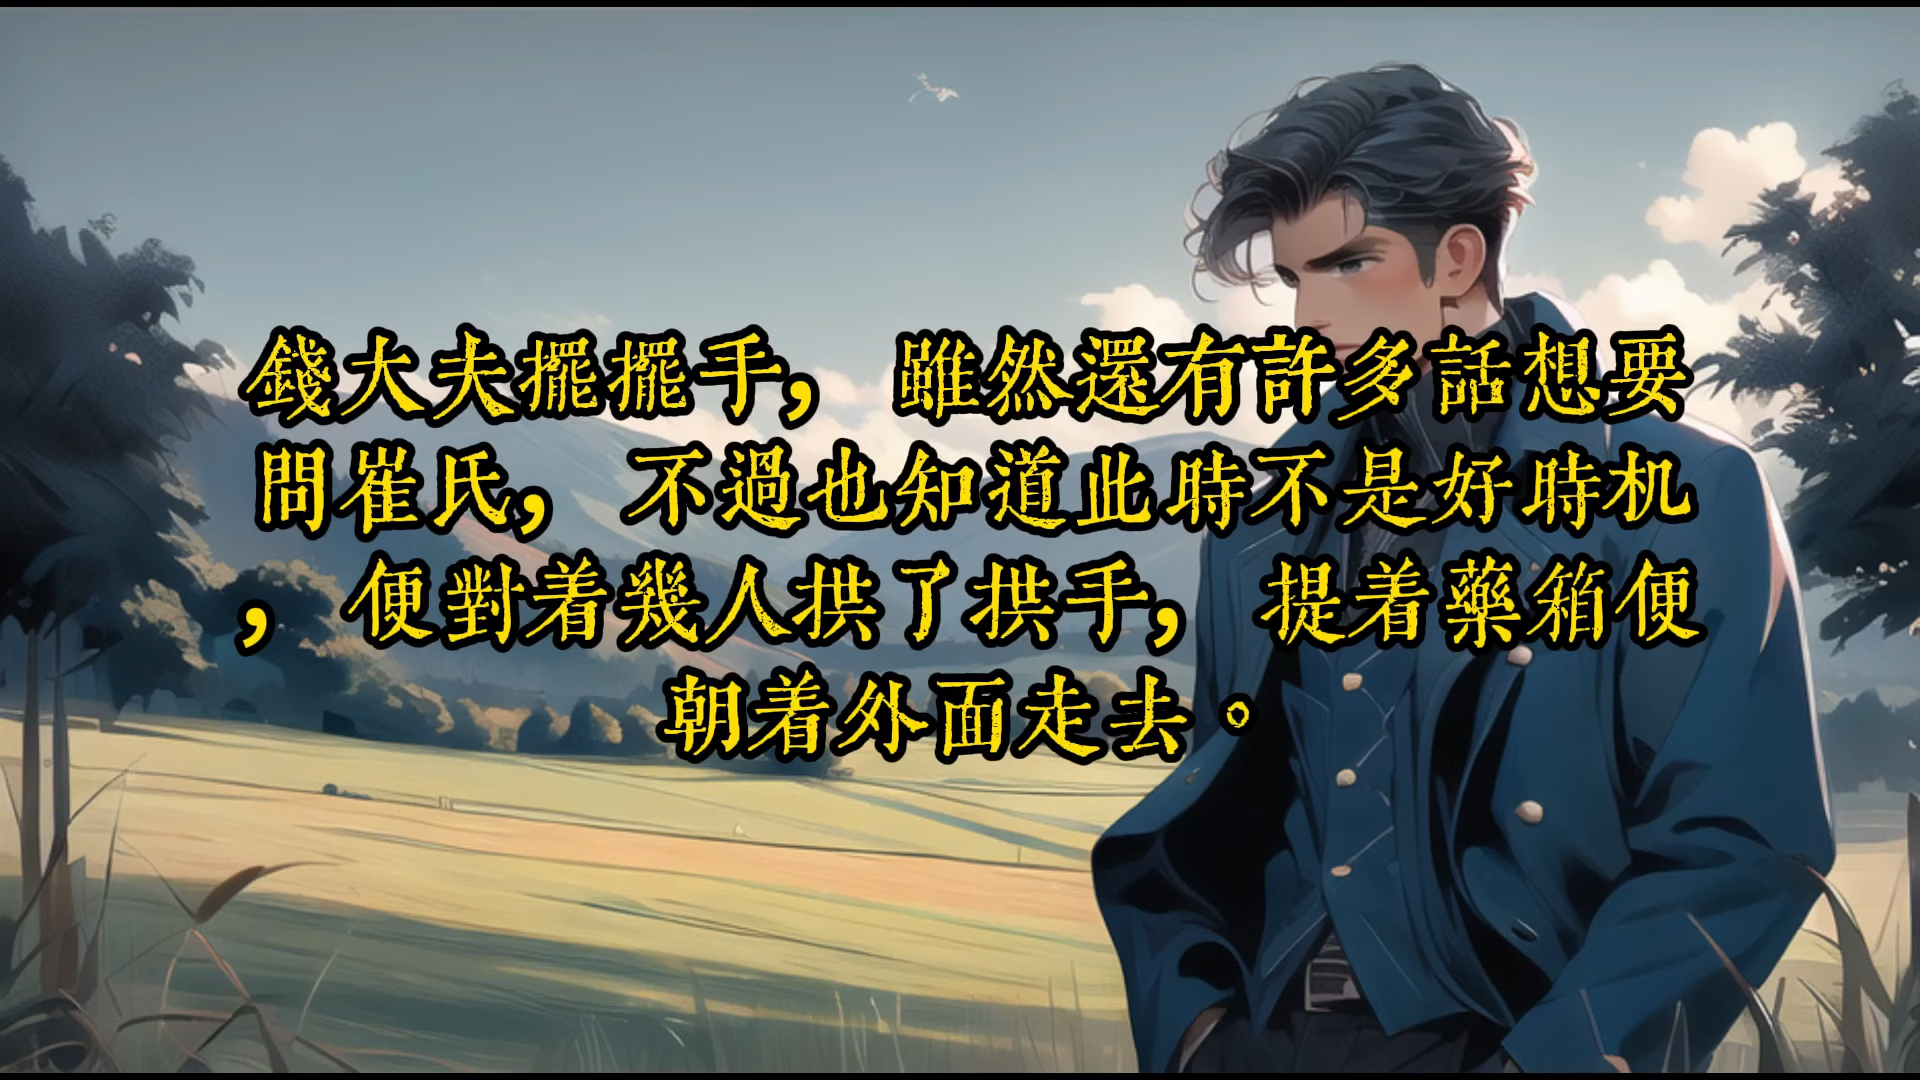 錢大夫擺擺手，雖然還有許多話想要
問崔氏，不過也知道此時不是好時机
，便對着幾人拱了拱手，提着藥箱便
朝着外面走去。